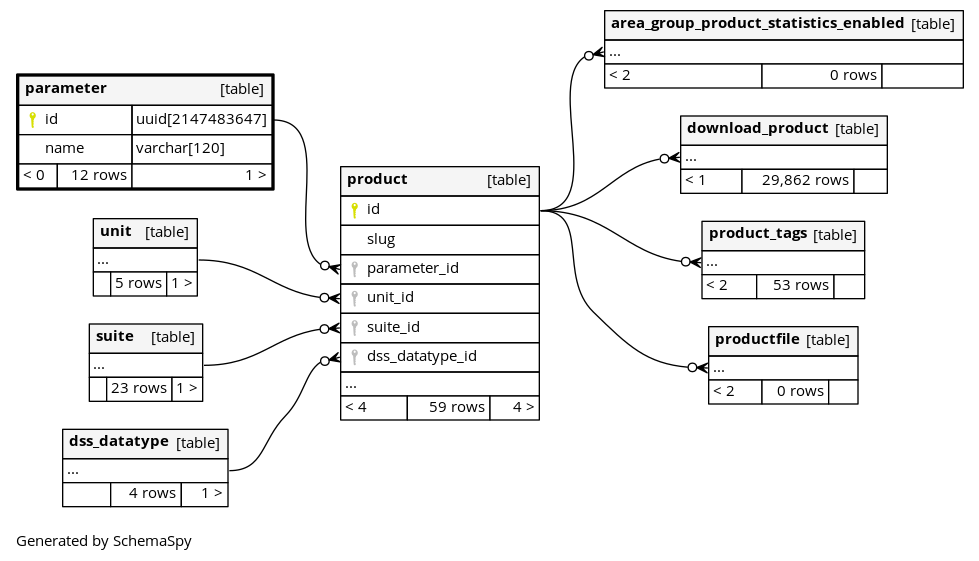 parameter [table]
id uuid[2147483647]
name varchar[120]
< 0 12 rows 1 >
unit [table]
...
5 rows 1 >
suite [table]
...
23 rows 1 >
dss_datatype [table]
...
4 rows 1 >
product [table]
id
slug
parameter_id
unit_id
suite_id
dss_datatype_id
...
< 4 59 rows 4 >
area_group_product_statistics_enabled [table]
...
< 2 0 rows
download_product [table]
...
< 1 29,862 rows
product_tags [table]
...
< 2 53 rows
productfile [table]
...
< 2 0 rows
Generated by SchemaSpy